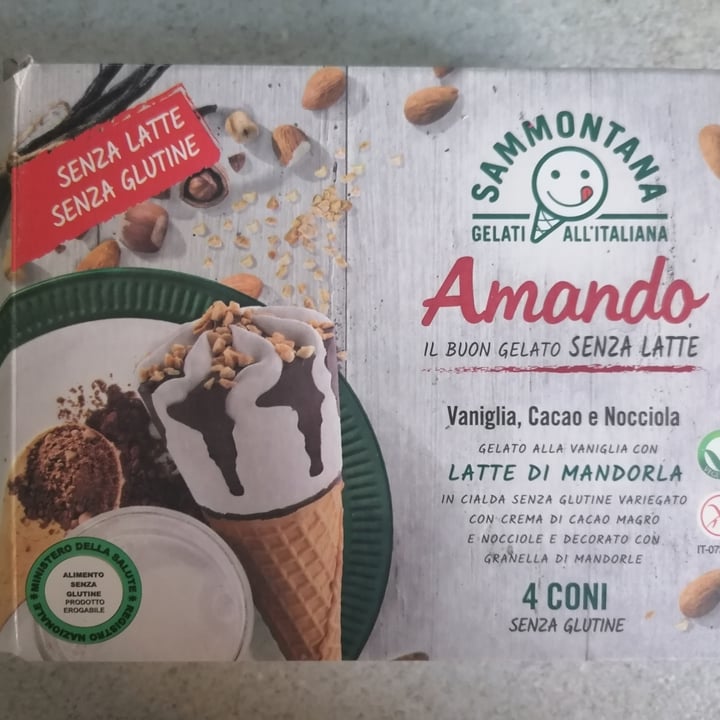 SENZA LATTE
SENZA GLUTINE
SAMMONTANA
GELATI ALL'ITALIANA
Amando
IL BUON GELATO SENZA LATTE
Vaniglia, Cacao e Nocciola
GELATO ALLA VANIGLIA CON
LATTE DI MANDORLA
IN CIALDA SENZA GLUTINE VARIEGATO
CON CREMA DI CACAO MAGRO
E NOCCIOLE E DECORATO CON
GRANELLA DI MANDORLE
4 CONI
SENZA GLUTINE
MINISTERO DELLA SALUTE
REGISTRO NAZIONALE
ALIMENTO
SENZA
GLUTINE
PRODOTTO
EROGABILE